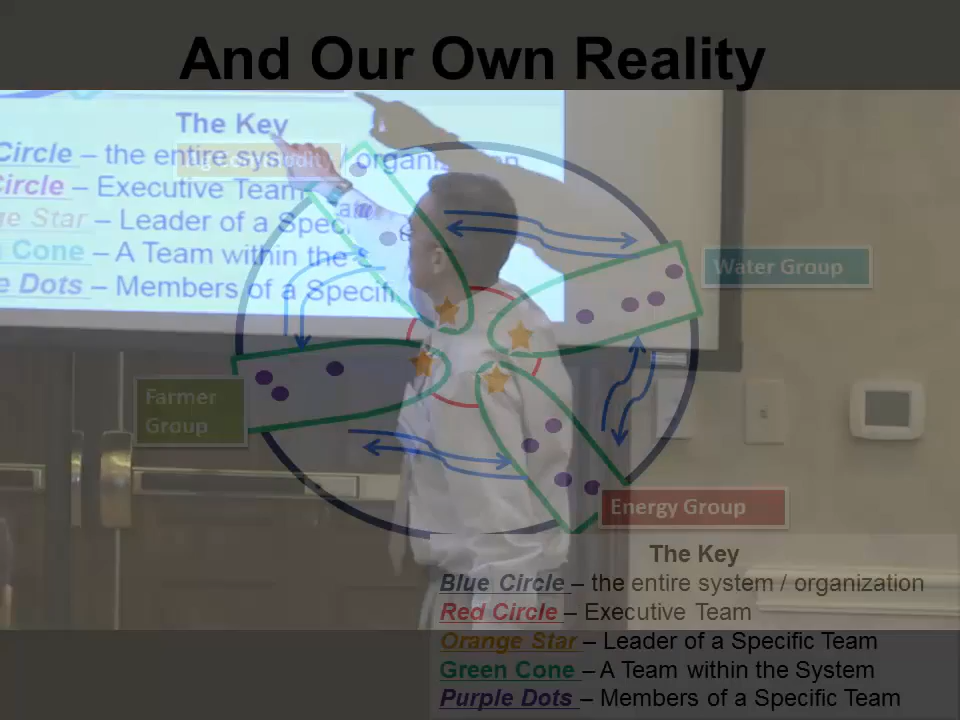 And Our Own Reality
The Key
Circle – the entire system / organization
Circle – Executive Team
Star – Leader of a
Cone – A Team within the
Dots – Members of a
Water Group
Farmer
Group
Energy Group
The Key
Blue Circle – the entire system / organization
Red Circle – Executive Team
Orange Star – Leader of a Specific Team
Green Cone – A Team within the System
Purple Dots – Members of a Specific Team